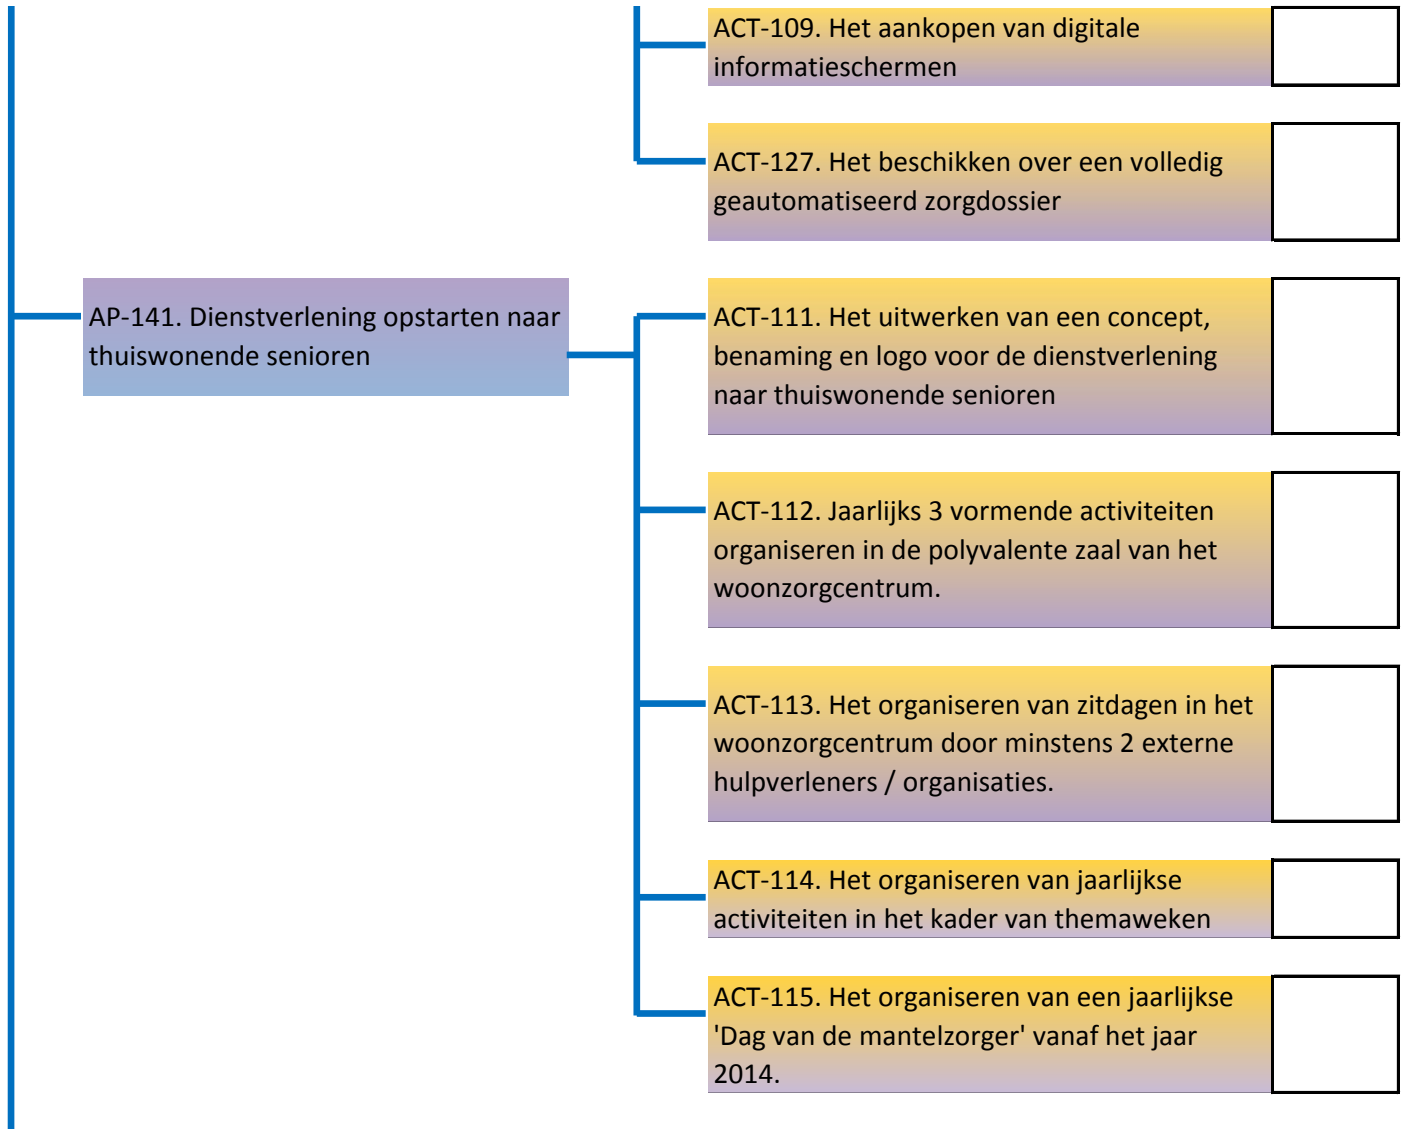 ACT-109. Het aankopen van digitale
informatieschermen
ACT-127. Het beschikken over een volledig
geautomatiseerd zorgdossier
AP-141. Dienstverlening opstarten naar
thuiswonende senioren
ACT-111. Het uitwerken van een concept,
benaming en logo voor de dienstverlening
naar thuiswonende senioren
ACT-112. Jaarlijks 3 vormende activiteiten
organiseren in de polyvalente zaal van het
woonzorgcentrum.
ACT-113. Het organiseren van zitdagen in het
woonzorgcentrum door minstens 2 externe
hulpverleners / organisaties.
ACT-114. Het organiseren van jaarlijkse
activiteiten in het kader van themaweken
ACT-115. Het organiseren van een jaarlijkse
'Dag van de mantelzorger' vanaf het jaar
2014.